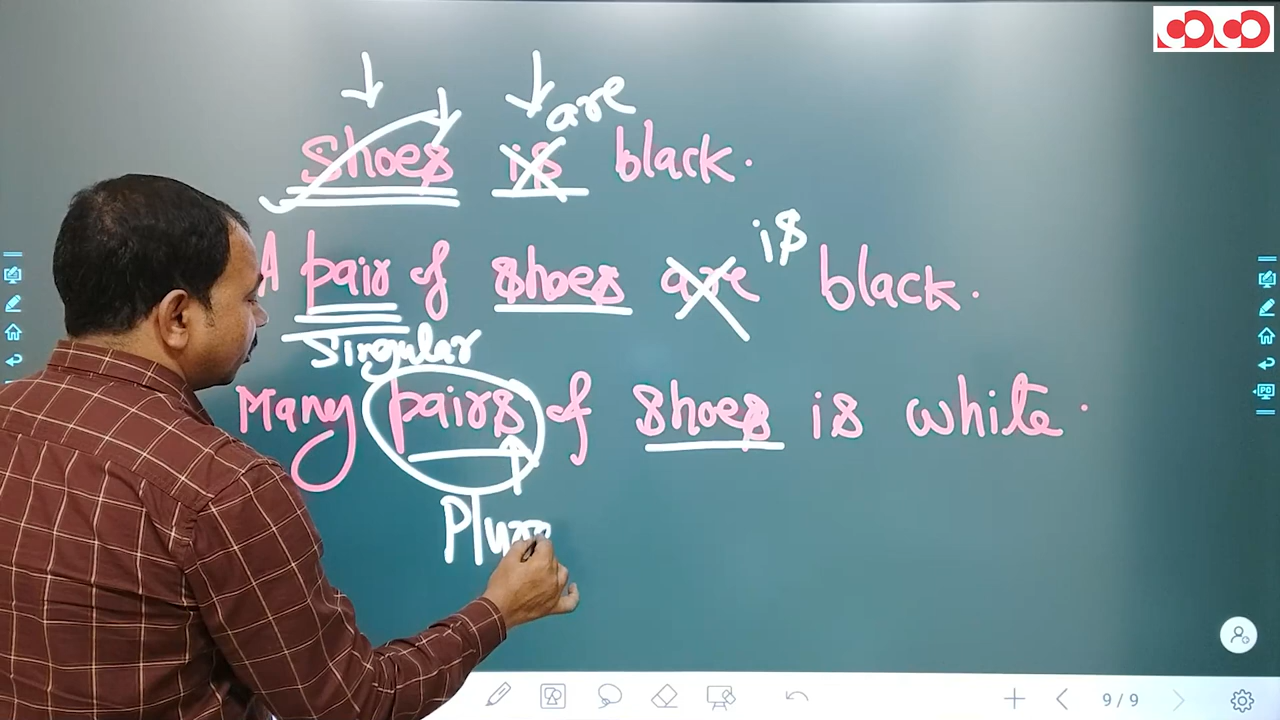 are
Shoes is black.
is
A pair of shoes are black.
Singular
Many pairs of shoes is white.
Plura
9/9